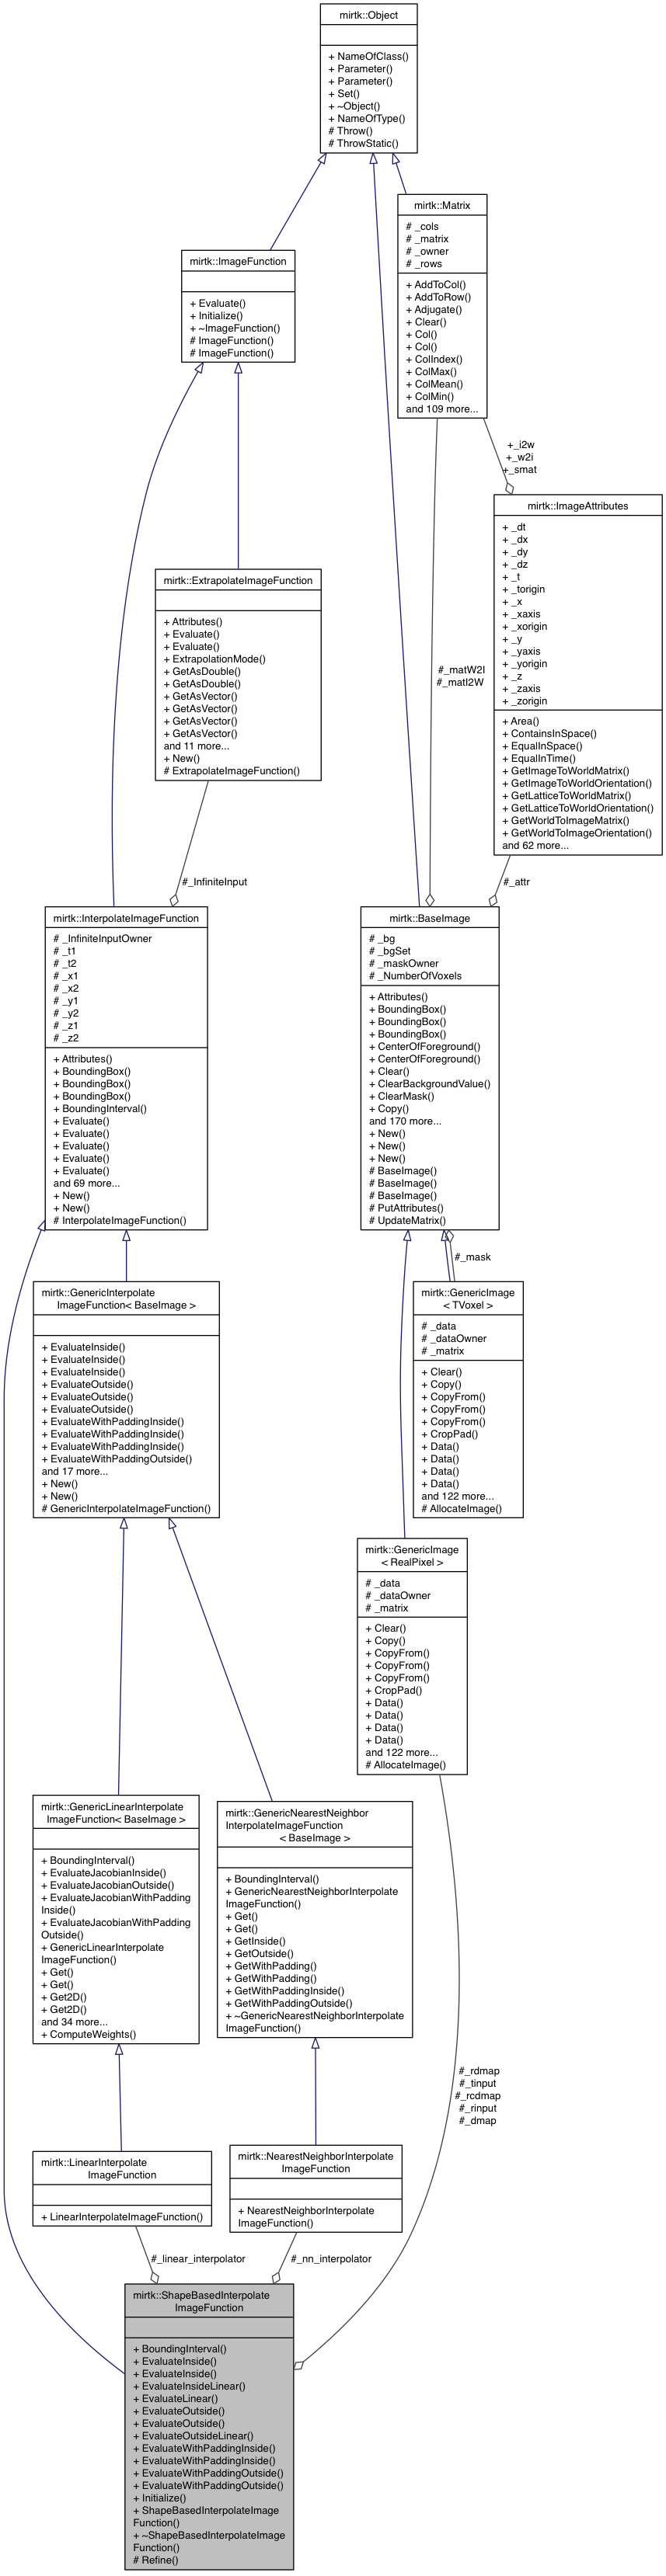 mirtk::Object
+ NameOfClass()
+ Parameter()
+ Parameter()
+ Set()
+ ~Object()
+ NameOfType()
# Throw()
# ThrowStatic()
mirtk::Matrix
# _cols
# _matrix
# _owner
# _rows
+ AddToCol()
+ AddToRow()
+ Adjugate()
+ Clear()
+ Col()
+ Col()
+ ColIndex()
+ ColMax()
+ ColMean()
+ ColMin()
and 109 more...
mirtk::ImageFunction
+ Evaluate()
+ Initialize()
+ ~ImageFunction()
# ImageFunction()
# ImageFunction()
+_i2w
+_w2i
+_smat
mirtk::ImageAttributes
+ _dt
+ _dx
+ _dy
+ _dz
+ _t
+ _torigin
+ _x
+ _xaxis
+ _xorigin
+ _y
+ _yaxis
+ _yorigin
+ _z
+ _zaxis
+ _zorigin
+ Area()
+ ContainsInSpace()
+ EqualInSpace()
+ EqualInTime()
+ GetImageToWorldMatrix()
+ GetImageToWorldOrientation()
+ GetLatticeToWorldMatrix()
+ GetLatticeToWorldOrientation()
+ GetWorldToImageMatrix()
+ GetWorldToImageOrientation()
and 62 more...
mirtk::ExtrapolateImageFunction
+ Attributes()
+ Evaluate()
+ Evaluate()
+ ExtrapolationMode()
+ GetAsDouble()
+ GetAsDouble()
+ GetAsVector()
+ GetAsVector()
+ GetAsVector()
+ GetAsVector()
and 11 more...
+ New()
# ExtrapolateImageFunction()
#_matW2I
#_matI2W
#_InfiniteInput
#_attr
mirtk::InterpolateImageFunction
# _InfiniteInputOwner
# _t1
# _t2
# _x1
# _x2
# _y1
# _y2
# _z1
# _z2
+ Attributes()
+ BoundingBox()
+ BoundingBox()
+ BoundingBox()
+ BoundingInterval()
+ Evaluate()
+ Evaluate()
+ Evaluate()
+ Evaluate()
+ Evaluate()
and 69 more...
+ New()
+ New()
# InterpolateImageFunction()
mirtk::BaseImage
# _bg
# _bgSet
# _maskOwner
# _NumberOfVoxels
+ Attributes()
+ BoundingBox()
+ BoundingBox()
+ BoundingBox()
+ CenterOfForeground()
+ CenterOfForeground()
+ Clear()
+ ClearBackgroundValue()
+ ClearMask()
+ Copy()
and 170 more...
+ New()
+ New()
+ New()
# BaseImage()
# BaseImage()
# BaseImage()
# PutAttributes()
# UpdateMatrix()
#_mask
mirtk::GenericInterpolate
ImageFunction< BaseImage >
+ EvaluateInside()
+ EvaluateInside()
+ EvaluateInside()
+ EvaluateOutside()
+ EvaluateOutside()
+ EvaluateOutside()
+ EvaluateWithPaddingInside()
+ EvaluateWithPaddingInside()
+ EvaluateWithPaddingInside()
+ EvaluateWithPaddingOutside()
and 17 more...
+ New()
+ New()
# GenericInterpolateImageFunction()
mirtk::GenericImage
< TVoxel >
# _data
# _dataOwner
# _matrix
+ Clear()
+ Copy()
+ CopyFrom()
+ CopyFrom()
+ CopyFrom()
+ CropPad()
+ Data()
+ Data()
+ Data()
+ Data()
and 122 more...
# AllocateImage()
mirtk::GenericImage
< RealPixel >
# _data
# _dataOwner
# _matrix
+ Clear()
+ Copy()
+ CopyFrom()
+ CopyFrom()
+ CopyFrom()
+ CropPad()
+ Data()
+ Data()
+ Data()
+ Data()
and 122 more...
# AllocateImage()
mirtk::GenericLinearInterpolate
ImageFunction< BaseImage >
+ BoundingInterval()
+ EvaluateJacobianInside()
+ EvaluateJacobianOutside()
+ EvaluateJacobianWithPadding
Inside()
+ EvaluateJacobianWithPadding
Outside()
+ GenericLinearInterpolate
ImageFunction()
+ Get()
+ Get()
+ Get2D()
+ Get2D()
and 34 more...
+ ComputeWeights()
mirtk::GenericNearestNeighbor
InterpolateImageFunction
< BaseImage >
+ BoundingInterval()
+ GenericNearestNeighborInterpolate
ImageFunction()
+ Get()
+ Get()
+ GetInside()
+ GetOutside()
+ GetWithPadding()
+ GetWithPadding()
+ GetWithPaddingInside()
+ GetWithPaddingOutside()
+ ~GenericNearestNeighborInterpolate
ImageFunction()
#_rdmap
#_tinput
#_rcdmap
#_rinput
#_dmap
mirtk::LinearInterpolate
ImageFunction
+ LinearInterpolateImageFunction()
mirtk::NearestNeighborInterpolate
ImageFunction
+ NearestNeighborInterpolate
ImageFunction()
#_linear_interpolator
#_nn_interpolator
mirtk::ShapeBasedInterpolate
ImageFunction
+ BoundingInterval()
+ EvaluateInside()
+ EvaluateInside()
+ EvaluateInsideLinear()
+ EvaluateLinear()
+ EvaluateOutside()
+ EvaluateOutside()
+ EvaluateOutsideLinear()
+ EvaluateWithPaddingInside()
+ EvaluateWithPaddingInside()
+ EvaluateWithPaddingOutside()
+ EvaluateWithPaddingOutside()
+ Initialize()
+ ShapeBasedInterpolateImage
Function()
+ ~ShapeBasedInterpolateImage
Function()
# Refine()